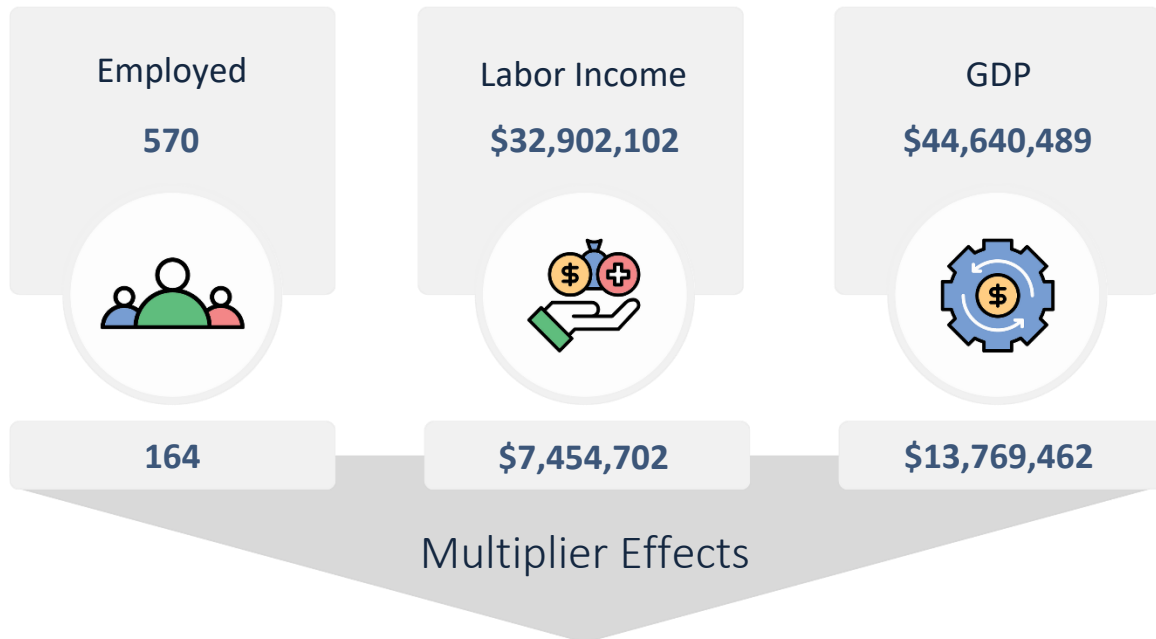 Employed
570
Labor Income
$32,902,102
GDP
$44,640,489
$
$
164
$7,454,702
$13,769,462
Multiplier Effects